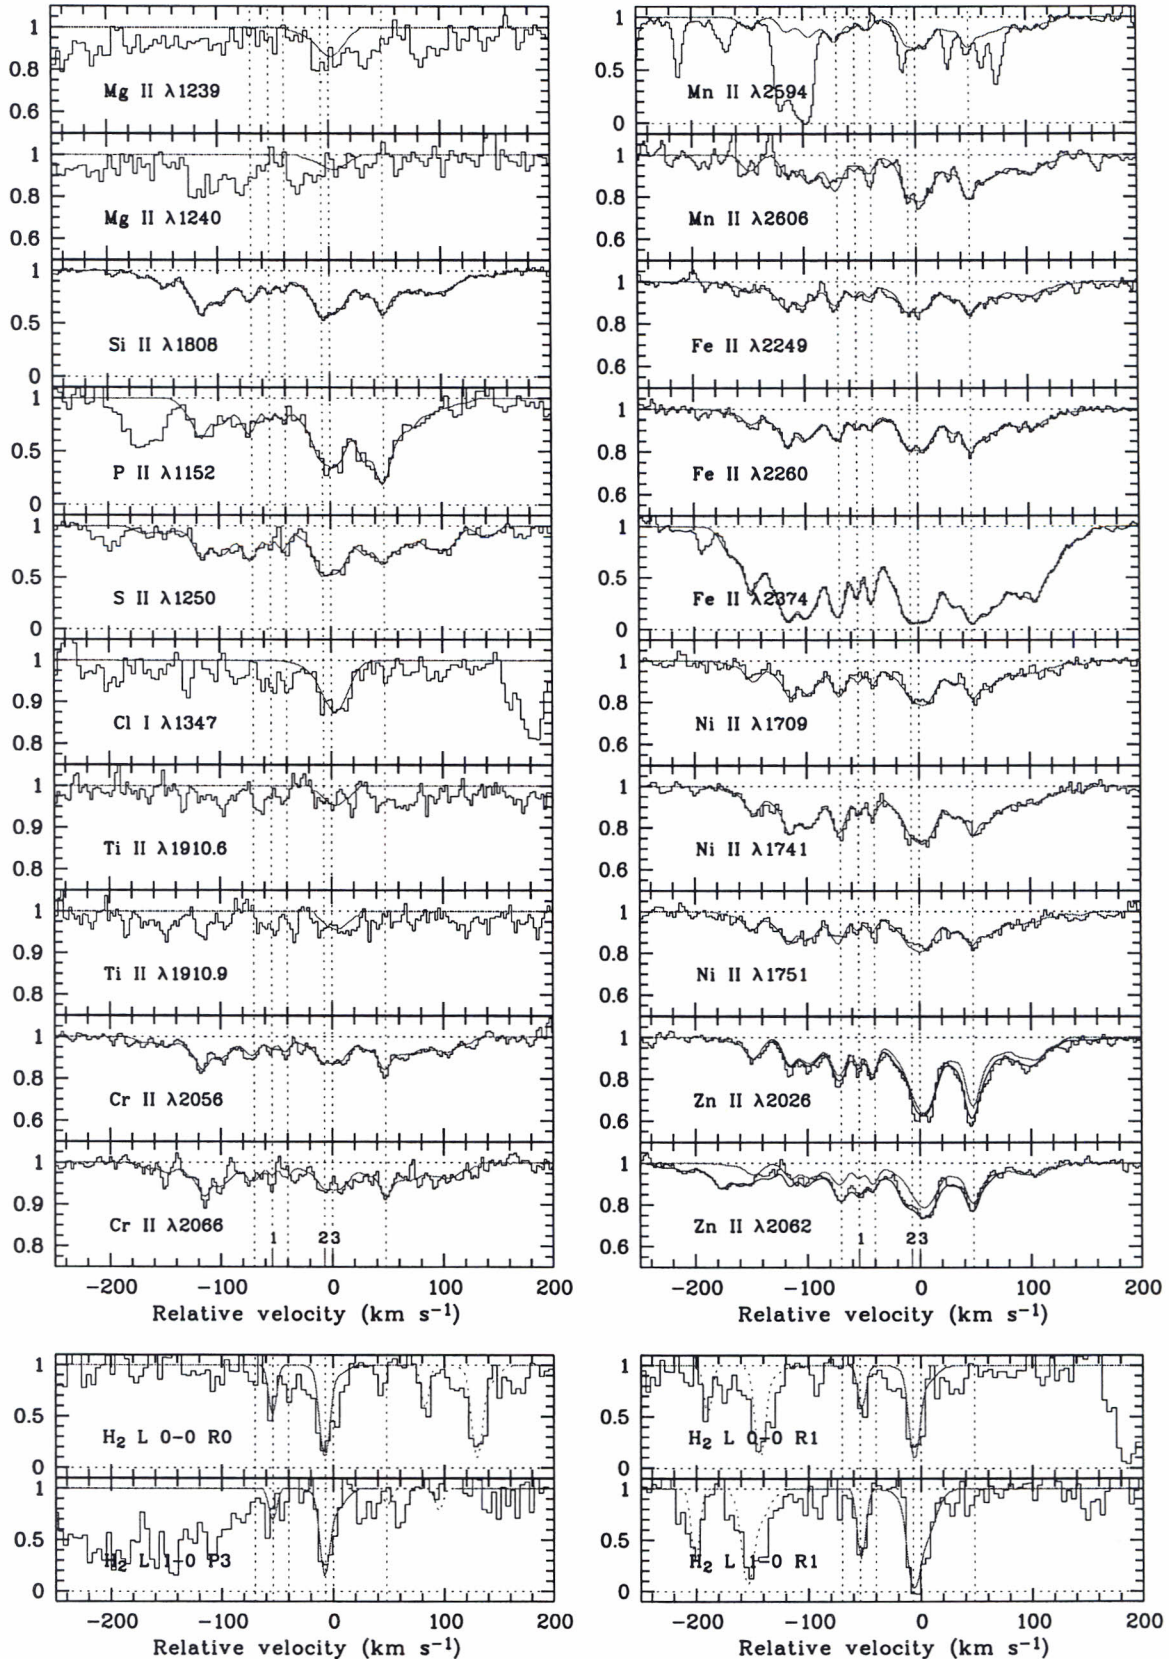 1
0.8
0.6
Mg II λ1239
1
0.8
0.6
Mg II λ1240
1
0.5
0
Si II λ1808
1
0.5
0
P II λ1152
1
0.5
0
S II λ1250
1
0.9
0.8
Cl I λ1347
1
0.9
0.8
Ti II λ1910.6
1
0.9
0.8
Ti II λ1910.9
1
0.8
0.6
Cr II λ2056
1
0.9
0.8
Cr II λ2066
1 23
-200 -100 0 100 200
Relative velocity (km s⁻¹)
1
0.5
0
Mn II λ2594
1
0.8
0.6
Mn II λ2606
1
0.8
0.6
Fe II λ2249
1
0.8
0.6
Fe II λ2260
1
0.5
0
Fe II λ2374
1
0.8
0.6
Ni II λ1709
1
0.8
0.6
Ni II λ1741
1
0.8
0.6
Ni II λ1751
1
0.8
0.6
Zn II λ2026
1
0.8
0.6
Zn II λ2062
1 23
-200 -100 0 100 200
Relative velocity (km s⁻¹)
1
0.5
0
H₂ L 0-0 R0
1
0.5
0
H₂ L 1-0 P3
-200 -100 0 100 200
Relative velocity (km s⁻¹)
1
0.5
0
H₂ L 0-0 R1
1
0.5
0
H₂ L 1-0 R1
-200 -100 0 100 200
Relative velocity (km s⁻¹)